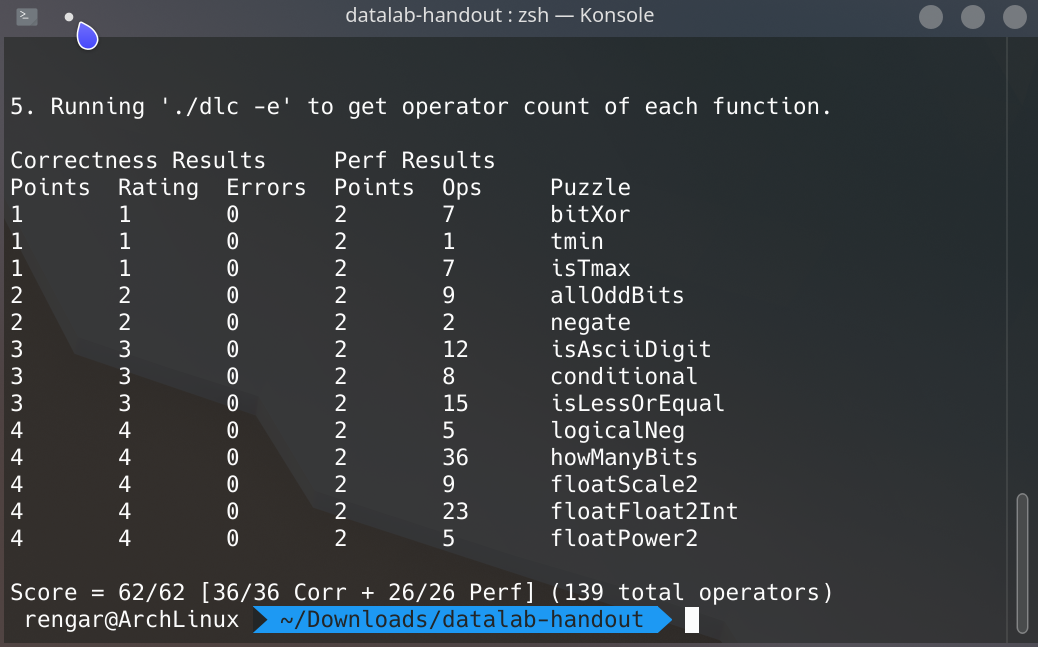 datalab-handout : zsh — Konsole
5. Running './dlc -e' to get operator count of each function.
Correctness Results     Perf Results
Points  Rating  Errors  Points  Ops     Puzzle
1       1       0       2       7       bitXor
1       1       0       2       1       tmin
1       1       0       2       7       isTmax
2       2       0       2       9       allOddBits
2       2       0       2       2       negate
3       3       0       2       12      isAsciiDigit
3       3       0       2       8       conditional
3       3       0       2       15      isLessOrEqual
4       4       0       2       5       logicalNeg
4       4       0       2       36      howManyBits
4       4       0       2       9       floatScale2
4       4       0       2       23      floatFloat2Int
4       4       0       2       5       floatPower2
Score = 62/62 [36/36 Corr + 26/26 Perf] (139 total operators)
rengar@ArchLinux ~/Downloads/datalab-handout